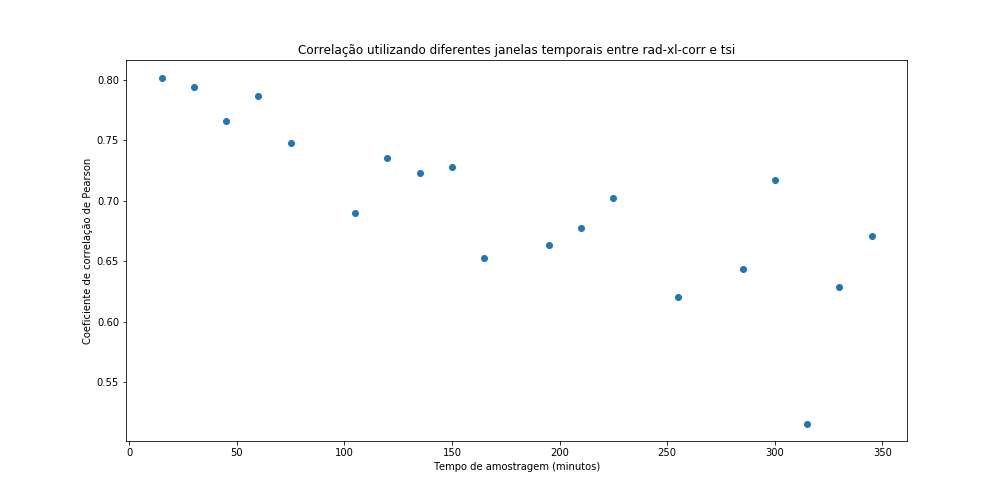 Correlação utilizando diferentes janelas temporais entre rad-xl-corr e tsi
Coeficiente de correlação de Pearson
0.80
0.75
0.70
0.65
0.60
0.55
0 50 100 150 200 250 300 350
Tempo de amostragem (minutos)